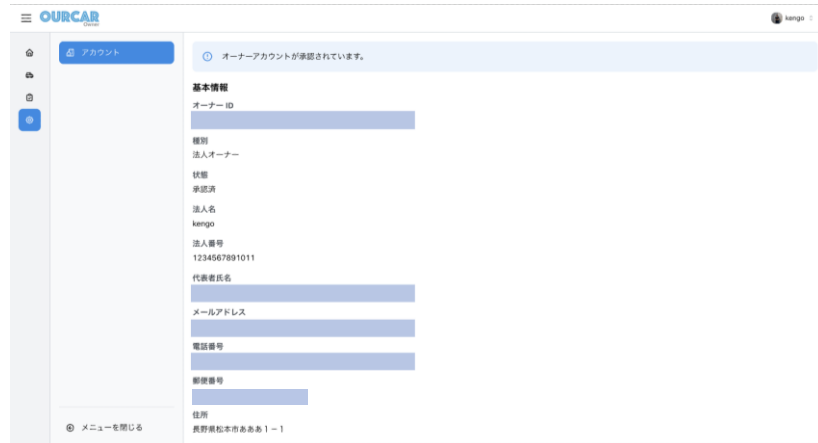 OURCAR
Owner
kengo
アカウント
オーナーアカウントが承認されています。
基本情報
オーナー ID
種別
法人オーナー
状態
承認済
法人名
kengo
法人番号
1234567891011
代表者氏名
メールアドレス
電話番号
郵便番号
住所
長野県松本市あああ１−１
メニューを閉じる